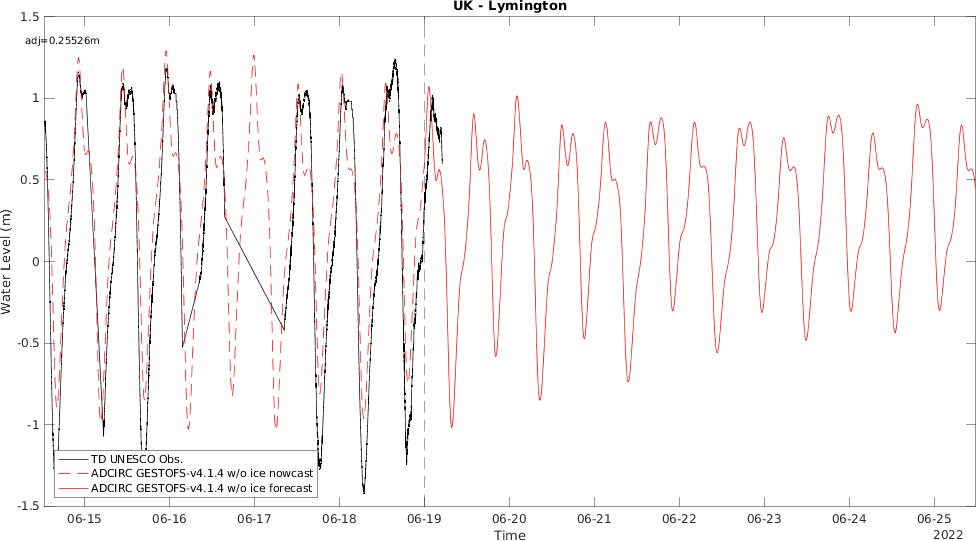 UK - Lymington
adj=0.25526m
Water Level (m)
1.5
1
0.5
0
-0.5
-1
-1.5
TD UNESCO Obs.
ADCIRC GESTOFS-v4.1.4 w/o ice nowcast
ADCIRC GESTOFS-v4.1.4 w/o ice forecast
06-15 06-16 06-17 06-18 06-19 06-20 06-21 06-22 06-23 06-24 06-25
Time
2022